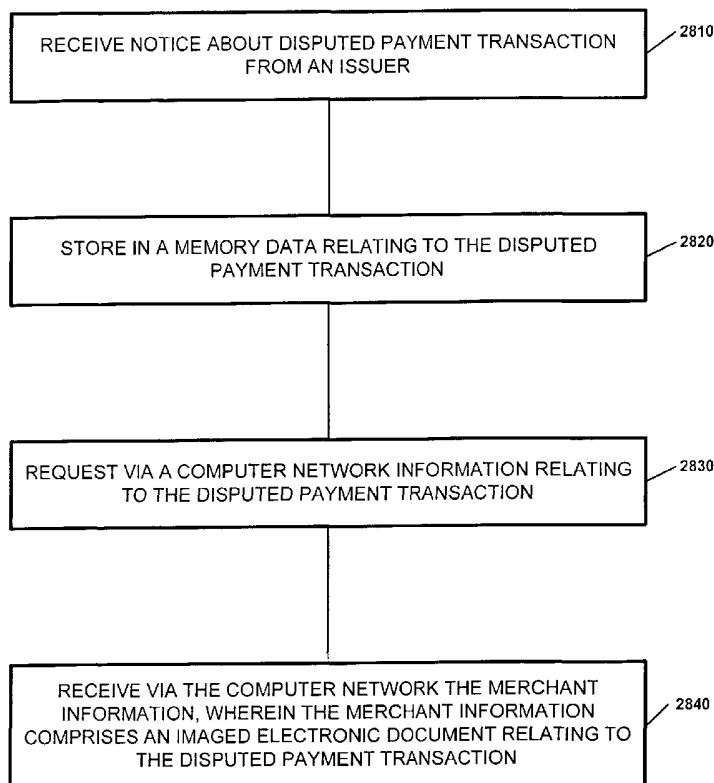 RECEIVE NOTICE ABOUT DISPUTED PAYMENT TRANSACTION
FROM AN ISSUER
2810
STORE IN A MEMORY DATA RELATING TO THE DISPUTED
PAYMENT TRANSACTION
2820
REQUEST VIA A COMPUTER NETWORK INFORMATION RELATING
TO THE DISPUTED PAYMENT TRANSACTION
2830
RECEIVE VIA THE COMPUTER NETWORK THE MERCHANT
INFORMATION, WHEREIN THE MERCHANT INFORMATION
COMPRISES AN IMAGED ELECTRONIC DOCUMENT RELATING TO
THE DISPUTED PAYMENT TRANSACTION
2840